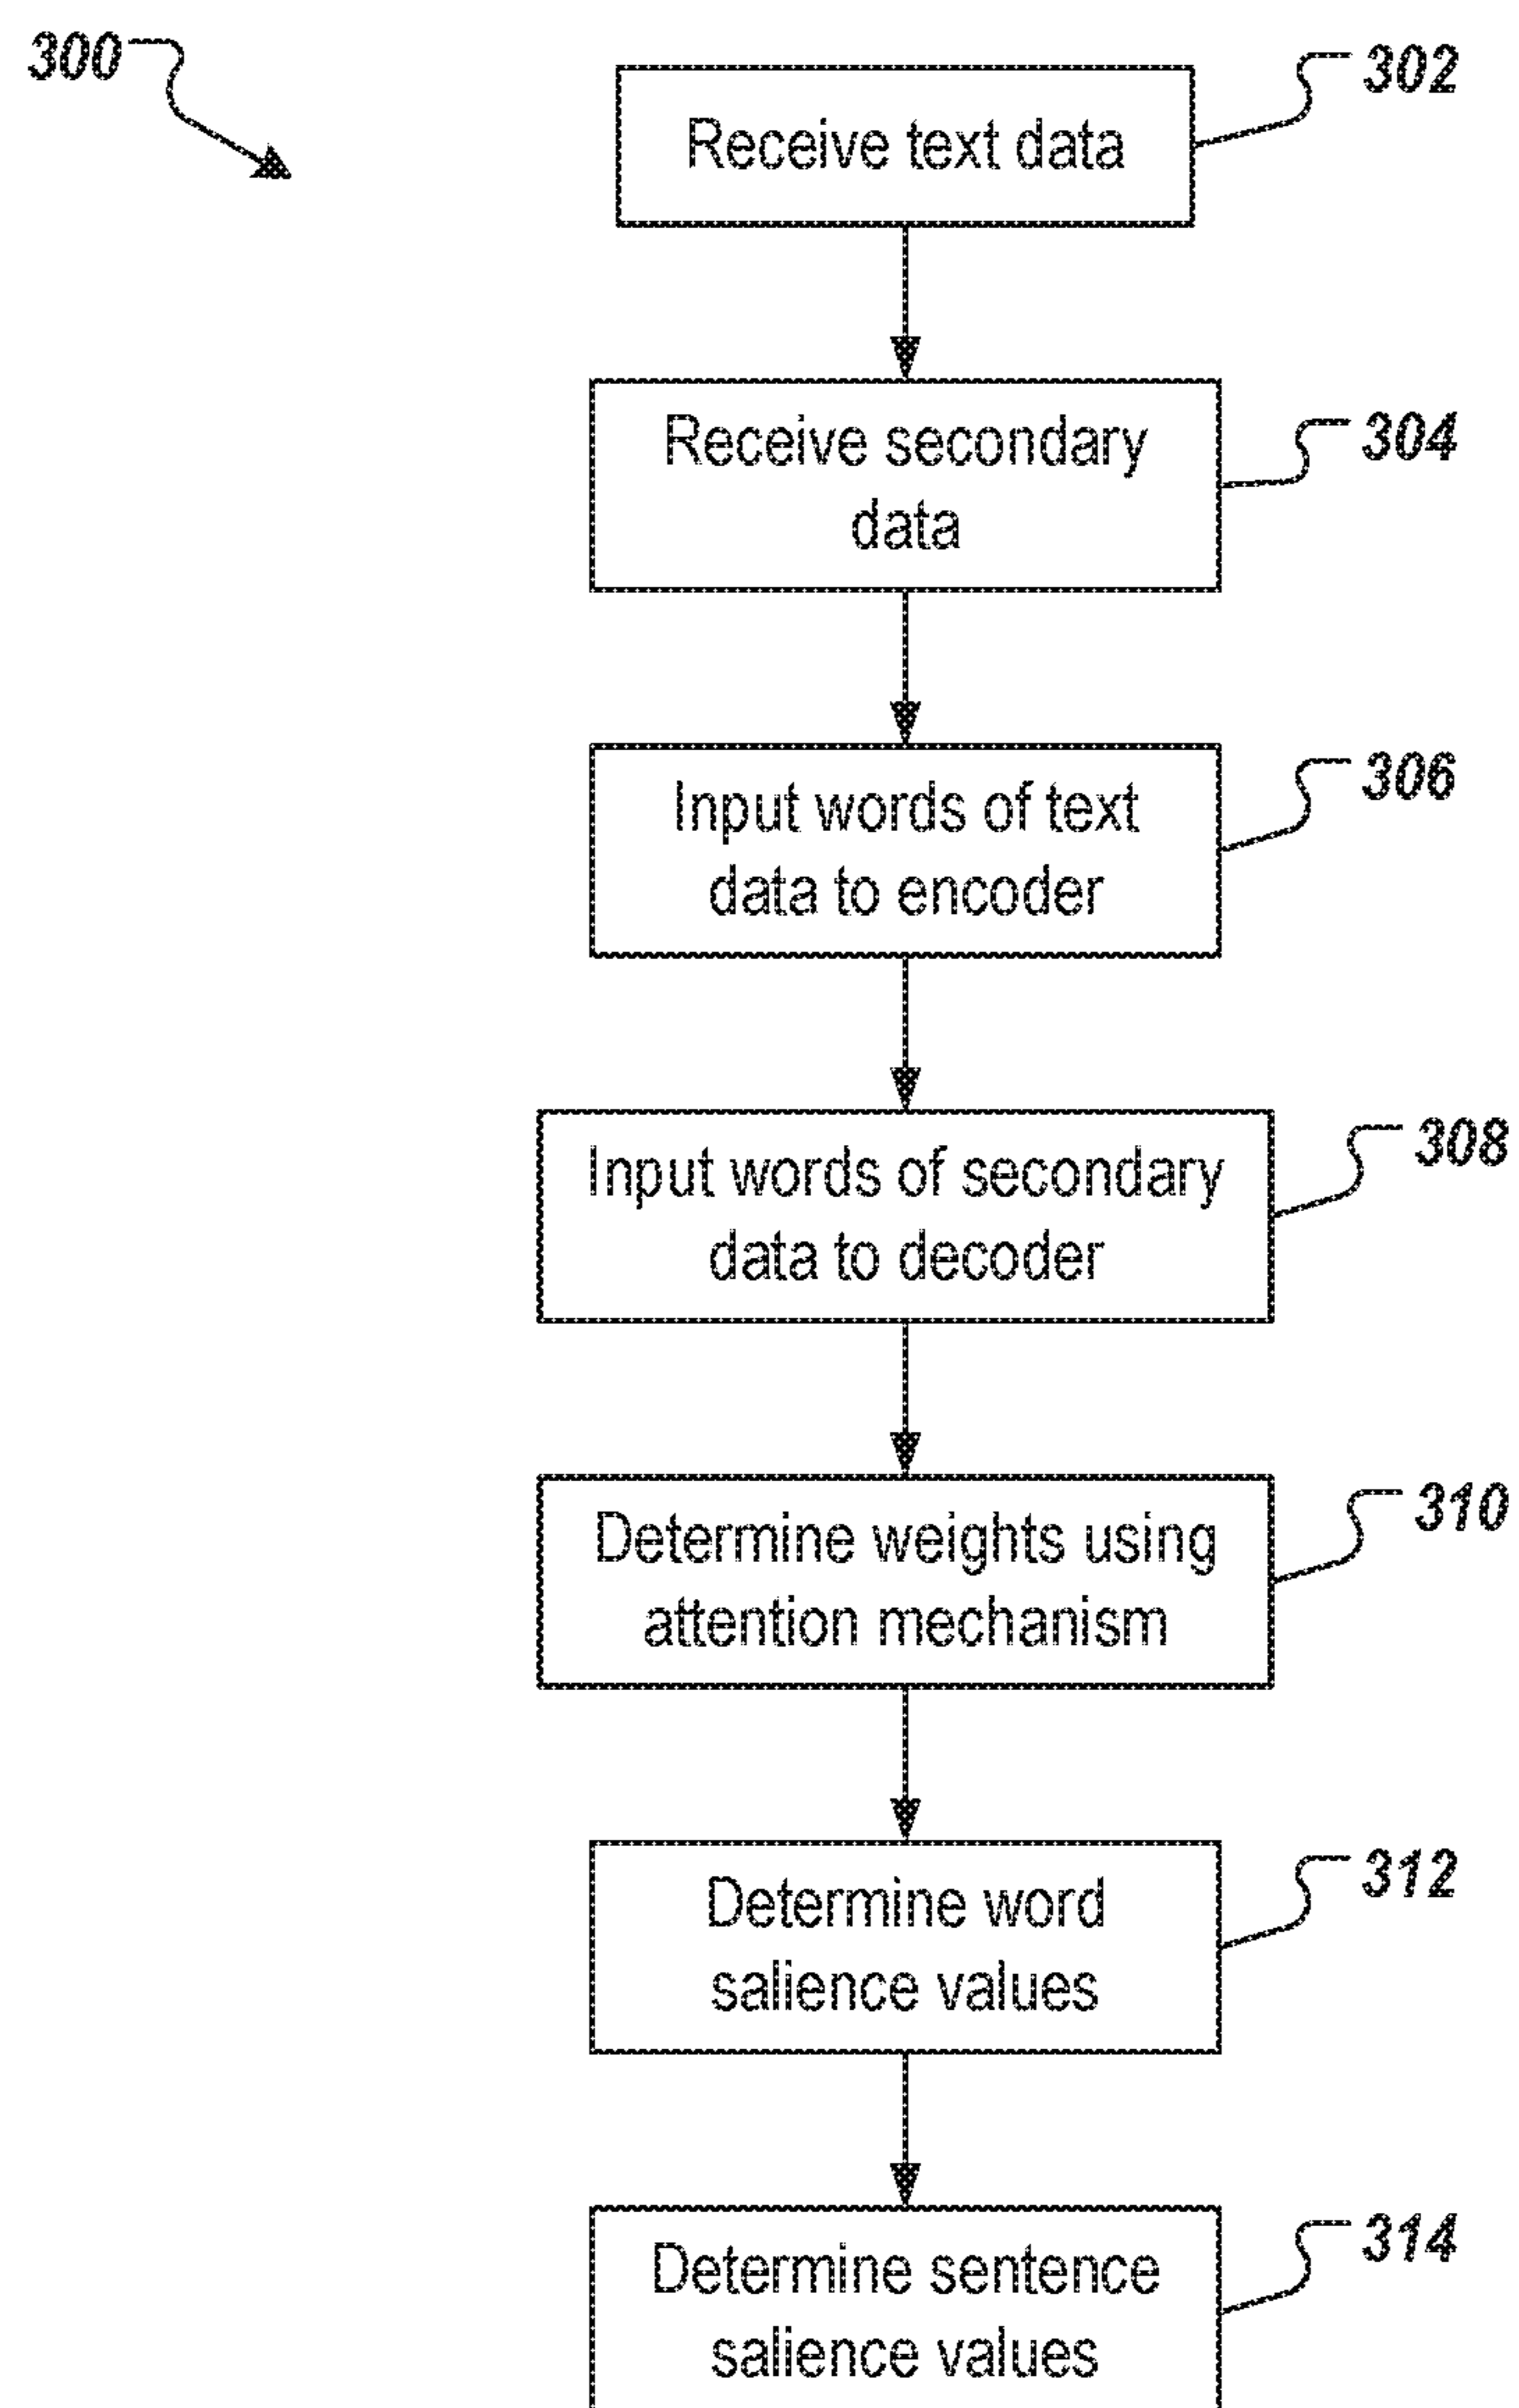 300
302
Receive text data
304
Receive secondary
data
306
Input words of text
data to encoder
308
Input words of secondary
data to decoder
310
Determine weights using
attention mechanism
312
Determine word
salience values
314
Determine sentence
salience values